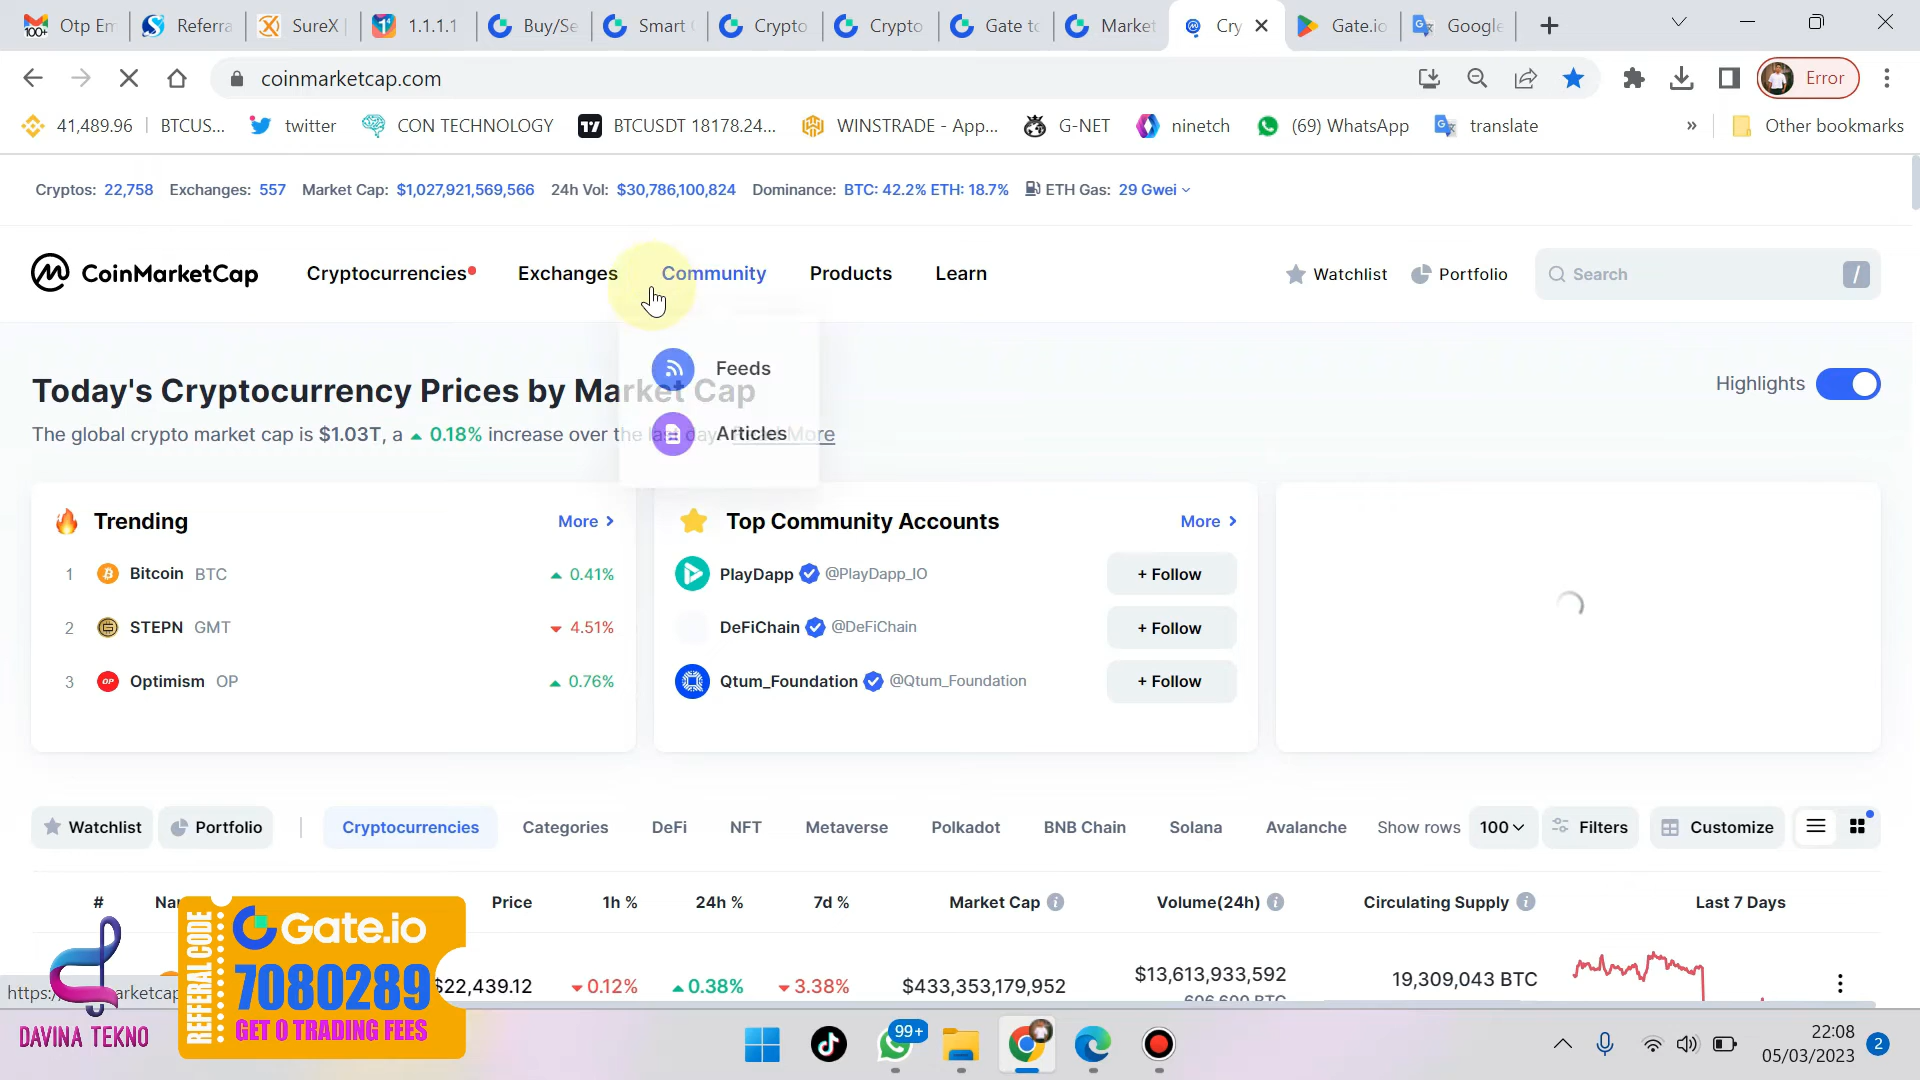 Otp Em
Referra
SureX
1.1.1.1
Buy/Se
Smart
Crypto
Crypto
Gate to
Market
Cry
Gate.io
Google
coinmarketcap.com
Error
41,489.96 | BTCUS...
twitter
CON TECHNOLOGY
BTCUSDT 18178.24...
WINSTRADE - App...
G-NET
ninetch
(69) WhatsApp
translate
»
Other bookmarks
Cryptos: 22,758 Exchanges: 557 Market Cap: $1,027,921,569,566 24h Vol: $30,786,100,824 Dominance: BTC: 42.2% ETH: 18.7% ETH Gas: 29 Gwei
CoinMarketCap
Cryptocurrencies Exchanges Community Products Learn
Watchlist Portfolio Search /
Feeds
Articles
Today's Cryptocurrency Prices by Market Cap
Highlights
The global crypto market cap is $1.03T, a 0.18% increase over the last day. Read More
Trending More
1 Bitcoin BTC 0.41%
2 STEPN GMT 4.51%
3 Optimism OP 0.76%
Top Community Accounts More
PlayDapp @PlayDapp_IO + Follow
DeFiChain @DeFiChain + Follow
Qtum_Foundation @Qtum_Foundation + Follow
Watchlist Portfolio Cryptocurrencies Categories DeFi NFT Metaverse Polkadot BNB Chain Solana Avalanche Show rows 100 Filters Customize
# Na Price 1h % 24h % 7d % Market Cap Volume(24h) Circulating Supply Last 7 Days
$22,439.12 0.12% 0.38% 3.38% $433,353,179,952 $13,613,933,592 19,309,043 BTC
606,600 BTC
https:/
arketcap
DAVINA TEKNO
REFERAL CODE
Gate.io
7080289
GET 0 TRADING FEES
99+
22:08
05/03/2023
2